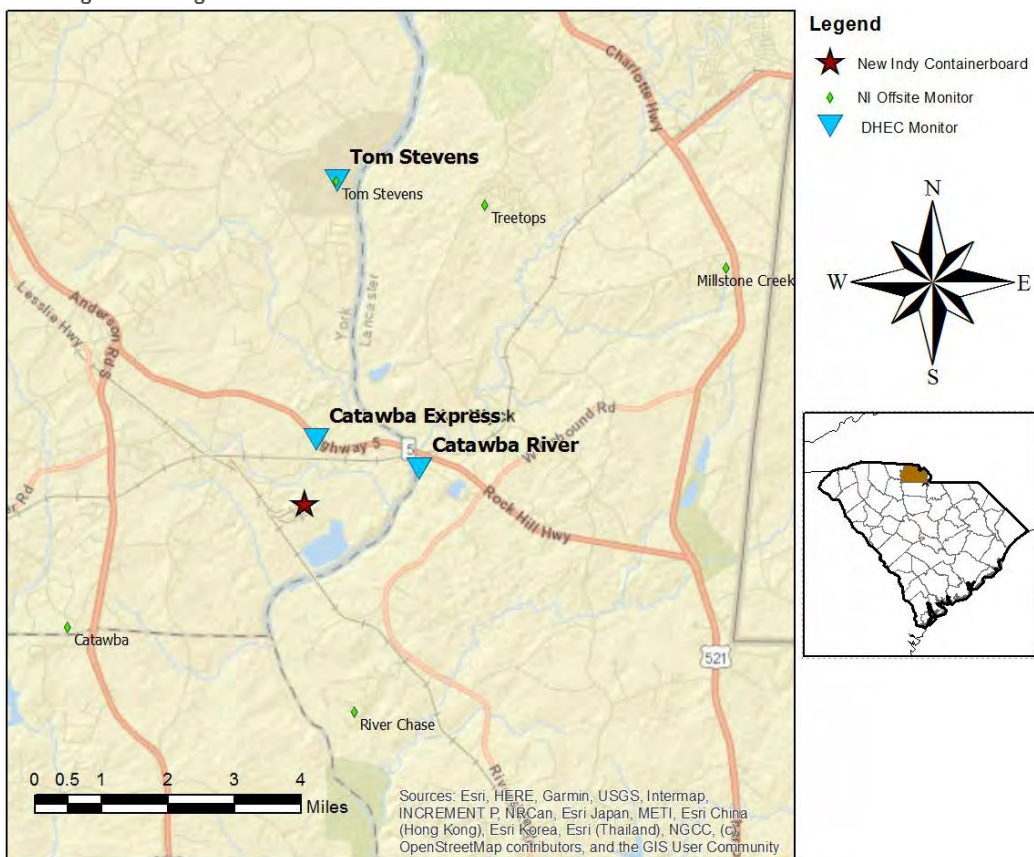 Legend
New Indy Containerboard
NI Offsite Monitor
DHEC Monitor
N
W
E
S
Charlotte Hwy
Tom Stevens
Tom Stevens
Treetops
Millstone Creek
Lesslie Hwy
Anderson Rd S
York
Lancaster
Catawba Express
Highway 5
5
Catawba River
Rock Hill Hwy
Catawba
521
River Chase
0 0.5 1 2 3 4
Miles
Sources: Esri, HERE, Garmin, USGS, Intermap,
INCREMENT P, NRCan, Esri Japan, METI, Esri China
(Hong Kong), Esri Korea, Esri (Thailand), NGCC, (c)
OpenStreetMap contributors, and the GIS User Community